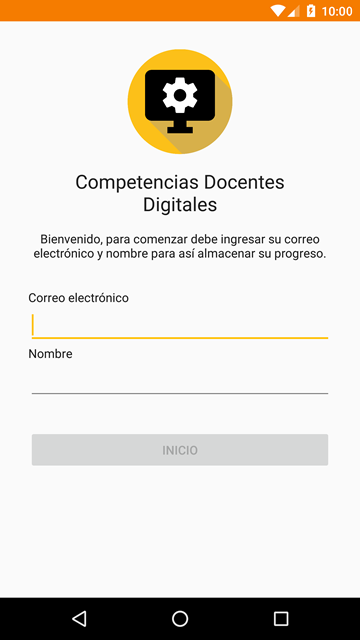 10:00
Competencias Docentes
Digitales
Bienvenido, para comenzar debe ingresar su correo
electrónico y nombre para así almacenar su progreso.
Correo electrónico
Nombre
INICIO